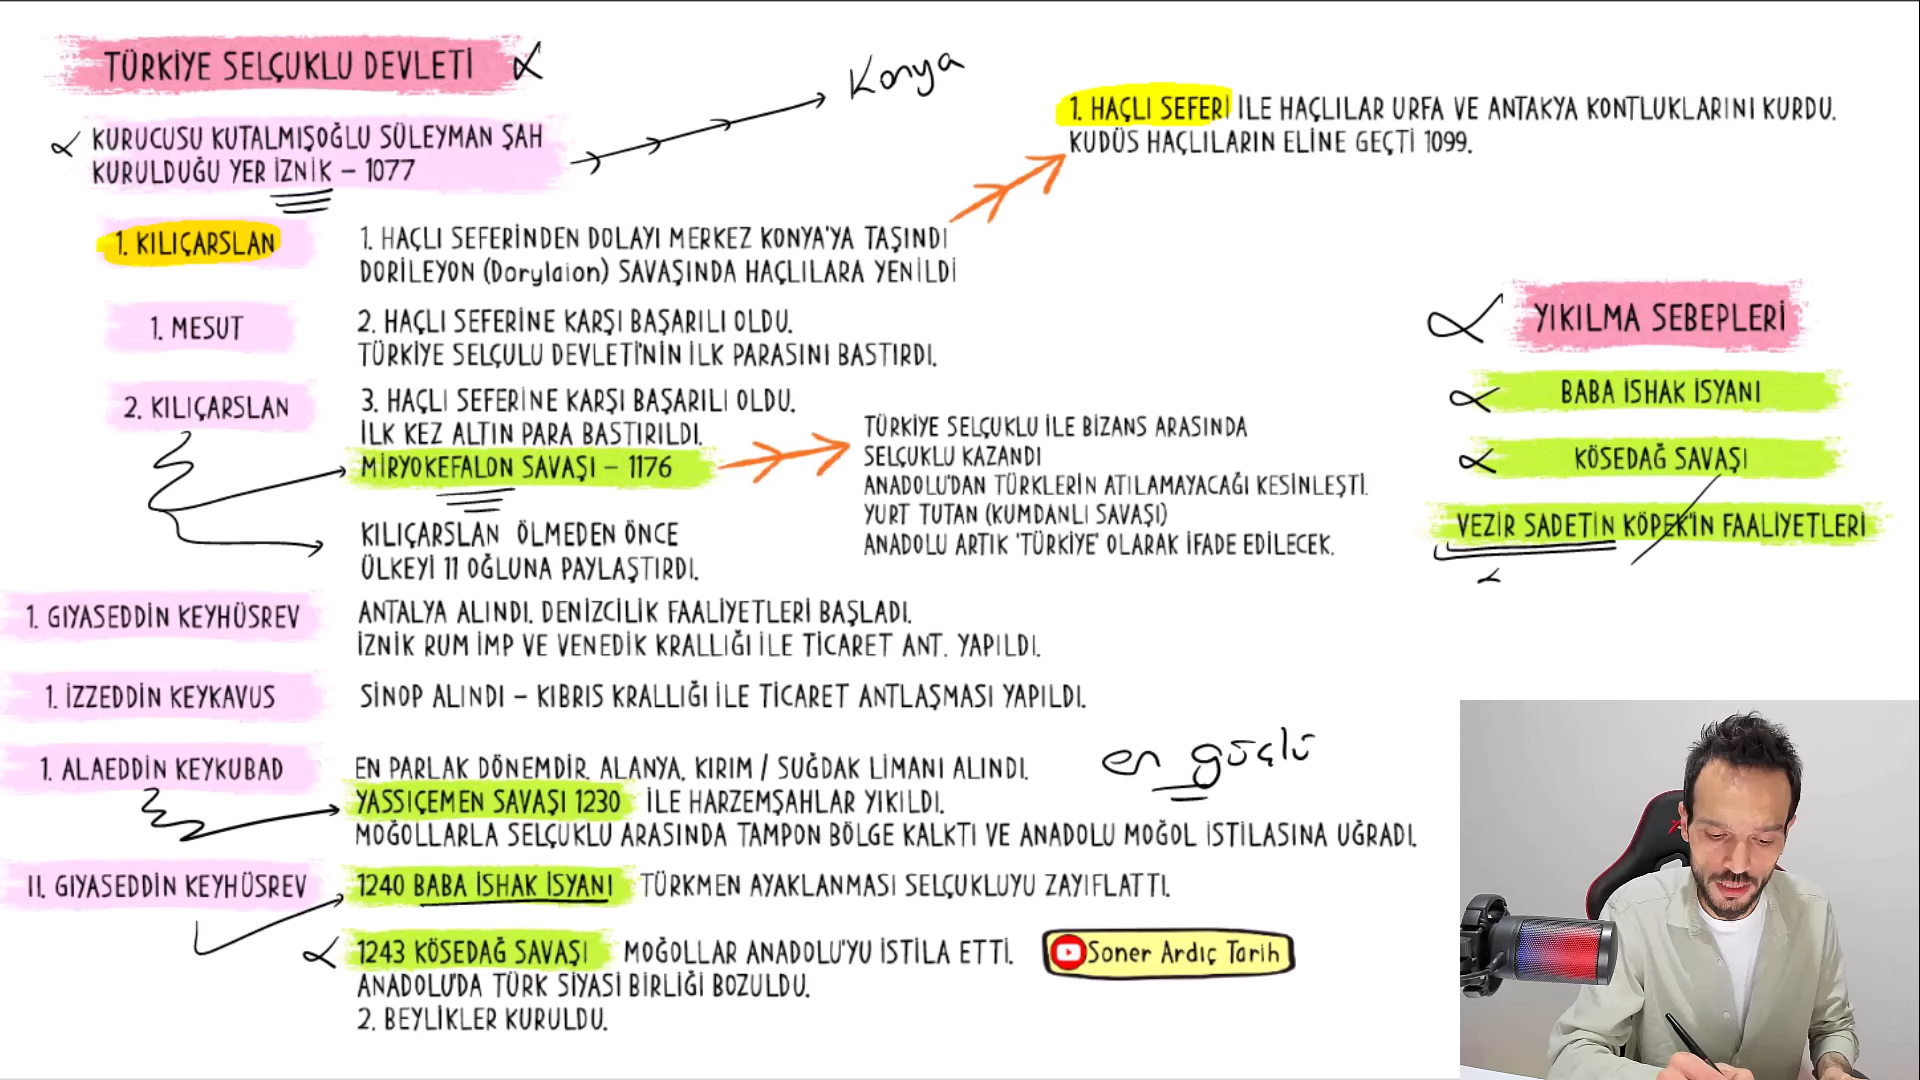 TÜRKİYE SELÇUKLU DEVLETİ
Konya
KURUCUSU KUTALMIŞOĞLU SÜLEYMAN ŞAH
KURULDUĞU YER İZNİK – 1077
1. HAÇLI SEFERİ İLE HAÇLILAR URFA VE ANTAKYA KONTLUKLARINI KURDU.
KUDÜS HAÇLILARIN ELİNE GEÇTİ 1099.
1. KILIÇARSLAN
1. HAÇLI SEFERİNDEN DOLAYI MERKEZ KONYA'YA TAŞINDI
DORİLEYON (Dorylaion) SAVAŞINDA HAÇLILARA YENİLDİ
1. MESUT
2. HAÇLI SEFERİNE KARŞI BAŞARILI OLDU.
TÜRKİYE SELÇULU DEVLETİ'NİN İLK PARASINI BASTIRDI.
2. KILIÇARSLAN
3. HAÇLI SEFERİNE KARŞI BAŞARILI OLDU.
İLK KEZ ALTIN PARA BASTIRILDI.
MİRYOKEFALON SAVAŞI – 1176
TÜRKİYE SELÇUKLU İLE BİZANS ARASINDA
SELÇUKLU KAZANDI
ANADOLU'DAN TÜRKLERİN ATILAMAYACAĞI KESİNLEŞTİ.
YURT TUTAN (KUMDANLI SAVAŞI)
ANADOLU ARTIK 'TÜRKİYE' OLARAK İFADE EDİLECEK.
KILIÇARSLAN ÖLMEDEN ÖNCE
ÜLKEYİ 11 OĞLUNA PAYLAŞTIRDI.
1. GIYASEDDİN KEYHÜSREV
ANTALYA ALINDI. DENİZCİLİK FAALİYETLERİ BAŞLADI.
İZNİK RUM İMP VE VENEDİK KRALLIĞI İLE TİCARET ANT. YAPILDI.
1. İZZEDDİN KEYKAVUS
SİNOP ALINDI – KIBRIS KRALLIĞI İLE TİCARET ANTLAŞMASI YAPILDI.
1. ALAEDDİN KEYKUBAD
EN PARLAK DÖNEMDİR. ALANYA, KIRIM / SUĞDAK LİMANI ALINDI.
en güçlü
YASSIÇEMEN SAVAŞI 1230 İLE HARZEMŞAHLAR YIKILDI.
MOĞOLLARLA SELÇUKLU ARASINDA TAMPON BÖLGE KALKTI VE ANADOLU MOĞOL İSTİLASINA UĞRADI.
II. GIYASEDDİN KEYHÜSREV
1240 BABA İSHAK İSYANI TÜRKMEN AYAKLANMASI SELÇUKLUYU ZAYIFLATTI.
1243 KÖSEDAĞ SAVAŞI MOĞOLLAR ANADOLU'YU İSTİLA ETTİ.
ANADOLU'DA TÜRK SİYASİ BİRLİĞİ BOZULDU.
2. BEYLİKLER KURULDU.
Soner Ardıç Tarih
YIKILMA SEBEPLERİ
BABA İSHAK İSYANI
KÖSEDAĞ SAVAŞI
VEZİR SADETİN KÖPEK'İN FAALİYETLERİ